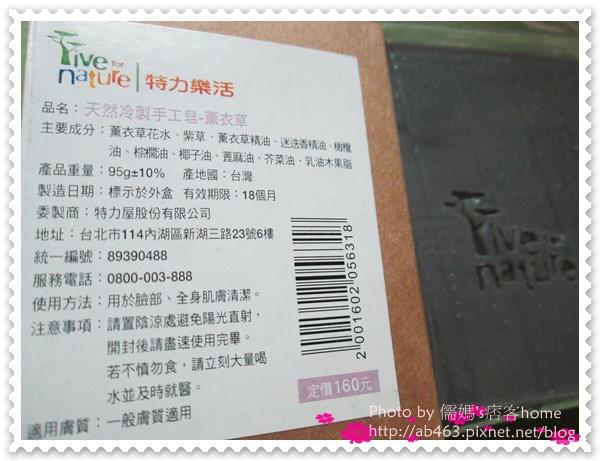 live for nature | 特力樂活
品名：天然冷製手工皂-薰衣草
主要成分：薰衣草花水、紫草、薰衣草精油、迷迭香精油、橄欖
油、棕櫚油、椰子油、蓖麻油、芥菜油、乳油木果脂
產品重量：95g±10%　產地國：台灣
製造日期：標示於外盒　有效期限：18個月
委製商：特力屋股份有限公司
地址：台北市114內湖區新湖三路23號6樓
統一編號：89390488
服務電話：0800-003-888
使用方法：用於臉部、全身肌膚清潔。
注意事項：請置陰涼處避免陽光直射，
開封後請盡速使用完畢。
若不慎勿食，請立刻大量喝
水並及時就醫。
適用膚質：一般膚質適用
2 001602 056318
定價160元
live for nature
Photo by 儒媽's痞客home
http://ab463.pixnet.net/blog